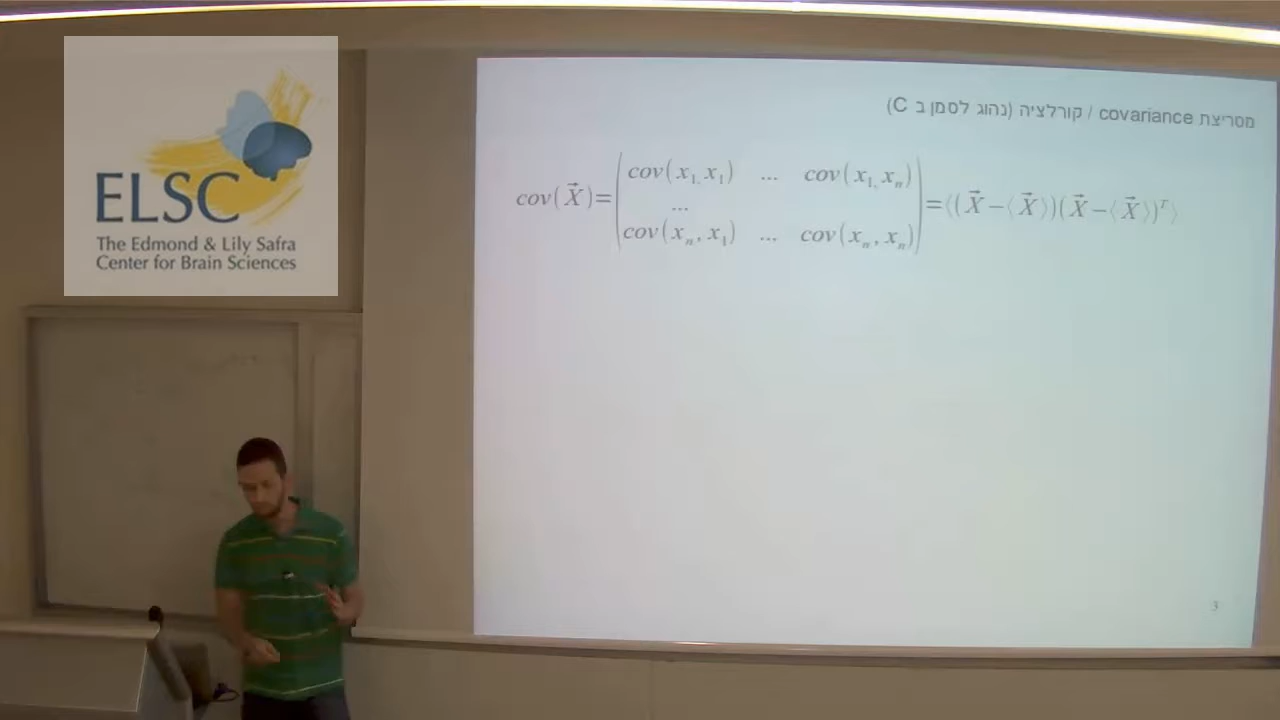 ELSC
The Edmond & Lily Safra
Center for Brain Sciences
מסריצת covariance / קורלציה (נהוג לסמן ב C)
cov(X⃗)=(cov(x₁, x₁) ... cov(x₁, xₙ)
...
cov(xₙ, x₁) ... cov(xₙ, xₙ))=⟨(X⃗−⟨X⃗⟩)(X⃗−⟨X⃗⟩)ᵀ⟩
3